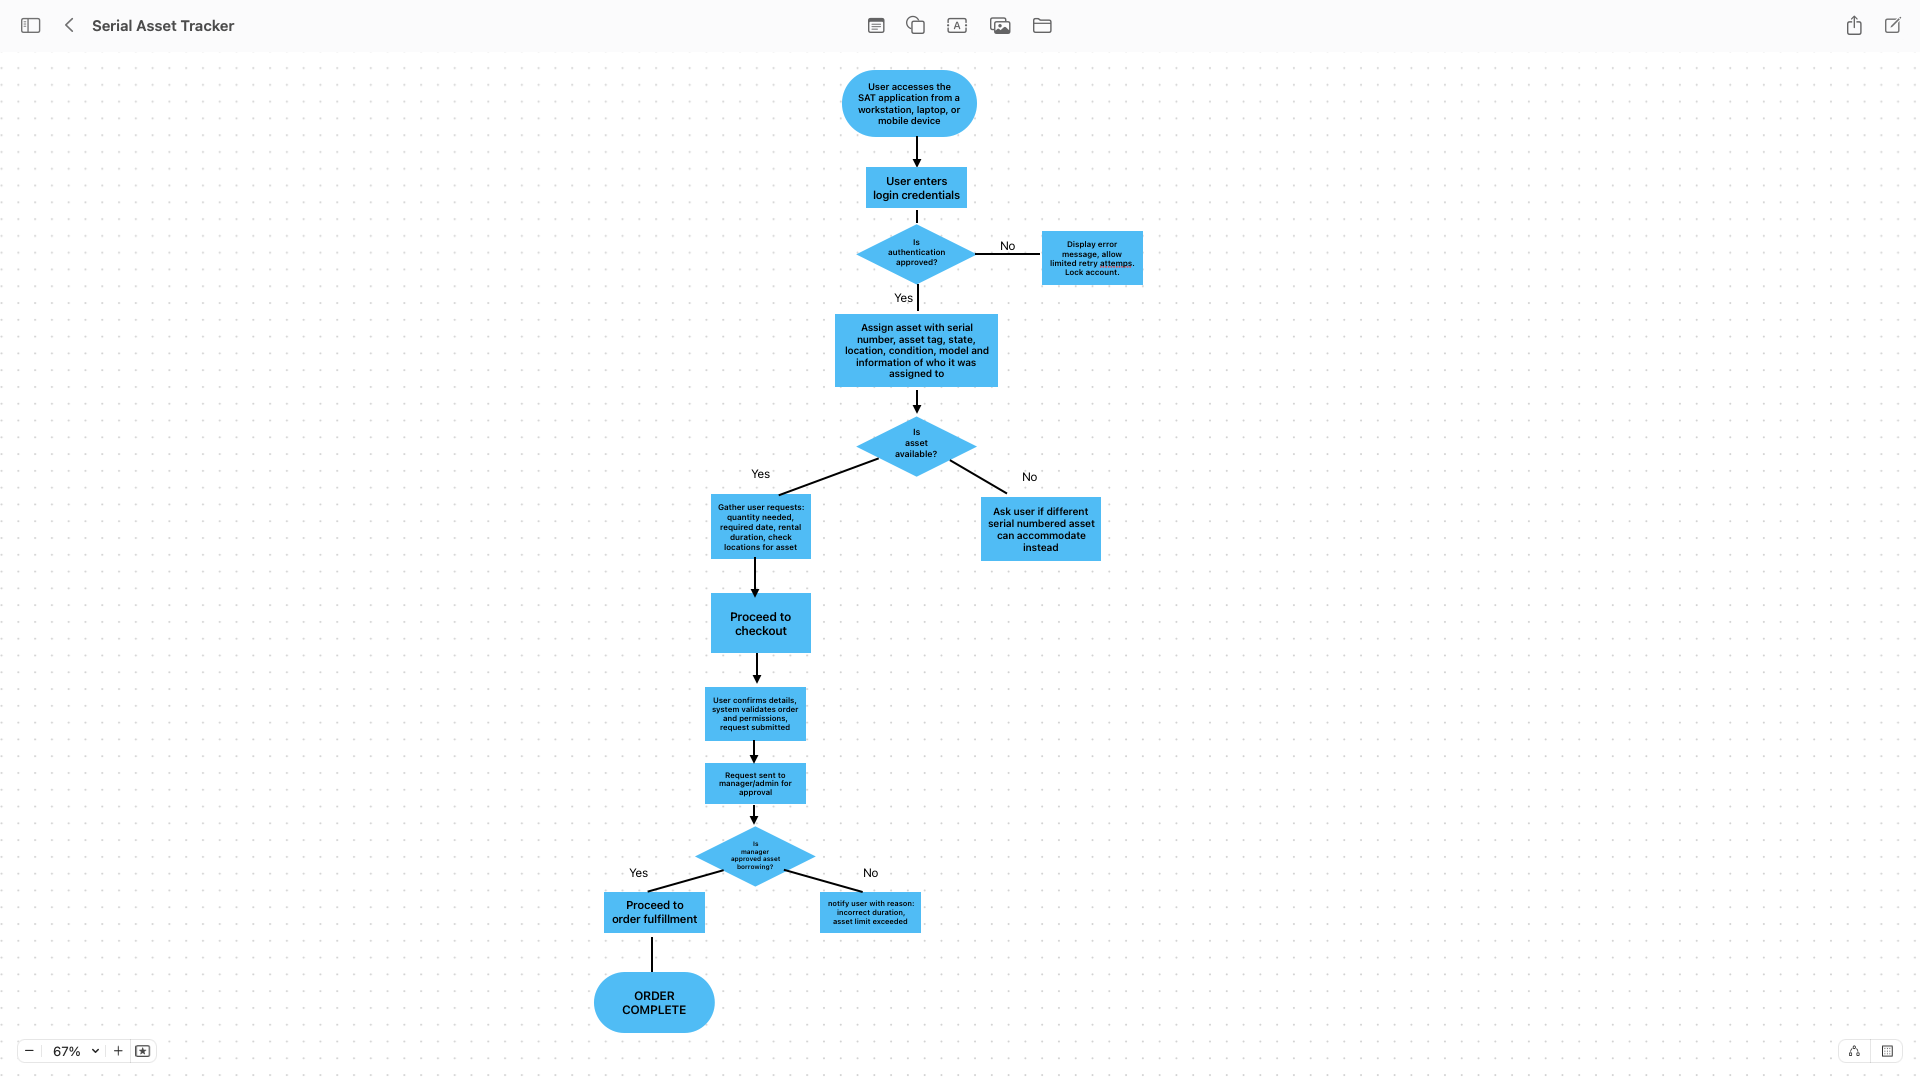 Serial Asset Tracker
A
User accesses the
SAT application from a
workstation, laptop, or
mobile device
User enters
login credentials
Is
authentication
approved?
No
Display error
message, allow
limited retry attemps.
Lock account.
Yes
Assign asset with serial
number, asset tag, state,
location, condition, model and
information of who it was
assigned to
Is
asset
available?
Yes
No
Gather user requests:
quantity needed,
required date, rental
duration, check
locations for asset
Ask user if different
serial numbered asset
can accommodate
instead
Proceed to
checkout
User confirms details,
system validates order
and permissions,
request submitted
Request sent to
manager/admin for
approval
Is
manager
approved asset
borrowing?
Yes
No
Proceed to
order fulfillment
notify user with reason:
incorrect duration,
asset limit exceeded
ORDER
COMPLETE
67%